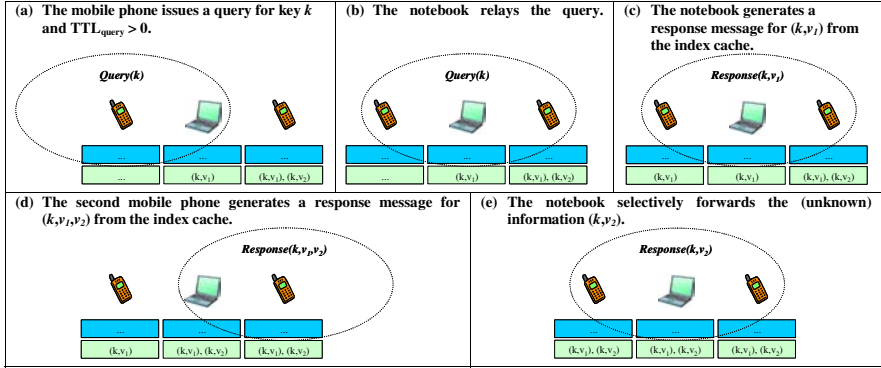 (a) The mobile phone issues a query for key k
and TTLquery > 0.
Query(k)
... ... ...
... (k,v1) (k,v1), (k,v2)
(b) The notebook relays the query.
Query(k)
... ... ...
... (k,v1) (k,v1), (k,v2)
(c) The notebook generates a
response message for (k,v1) from
the index cache.
Response(k,v1)
... ... ...
(k,v1) (k,v1) (k,v1), (k,v2)
(d) The second mobile phone generates a response message for
(k,v1,v2) from the index cache.
Response(k,v1,v2)
... ... ...
(k,v1) (k,v1), (k,v2) (k,v1), (k,v2)
(e) The notebook selectively forwards the (unknown)
information (k,v2).
Response(k,v2)
... ... ...
(k,v1), (k,v2) (k,v1), (k,v2) (k,v1), (k,v2)